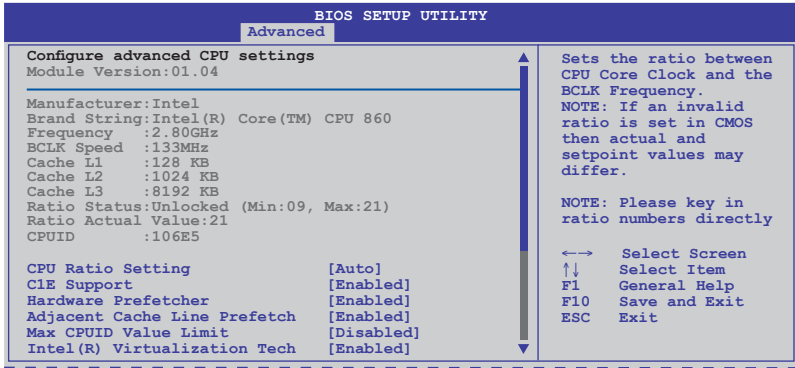 BIOS SETUP UTILITY
Advanced
Configure advanced CPU settings
Module Version:01.04
Manufacturer:Intel
Brand String:Intel(R) Core(TM) CPU 860
Frequency :2.80GHz
BCLK Speed :133MHz
Cache L1 :128 KB
Cache L2 :1024 KB
Cache L3 :8192 KB
Ratio Status:Unlocked (Min:09, Max:21)
Ratio Actual Value:21
CPUID :106E5
CPU Ratio Setting [Auto]
C1E Support [Enabled]
Hardware Prefetcher [Enabled]
Adjacent Cache Line Prefetch [Enabled]
Max CPUID Value Limit [Disabled]
Intel(R) Virtualization Tech [Enabled]
Sets the ratio between
CPU Core Clock and the
BCLK Frequency.
NOTE: If an invalid
ratio is set in CMOS
then actual and
setpoint values may
differ.
NOTE: Please key in
ratio numbers directly
←→ Select Screen
↑↓ Select Item
F1 General Help
F10 Save and Exit
ESC Exit